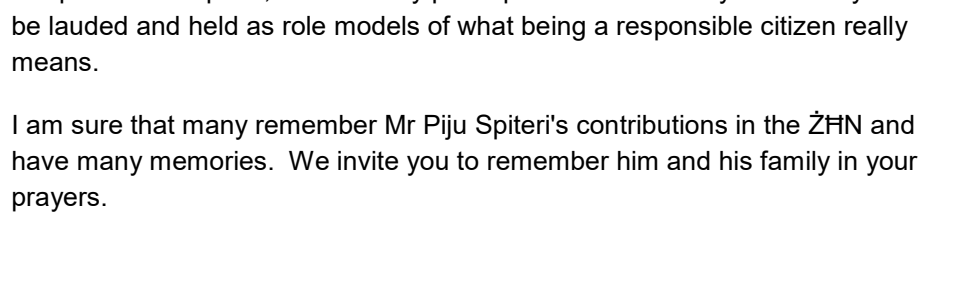 be lauded and held as role models of what being a responsible citizen really
means.
I am sure that many remember Mr Piju Spiteri's contributions in the ŻĦN and
have many memories.  We invite you to remember him and his family in your
prayers.